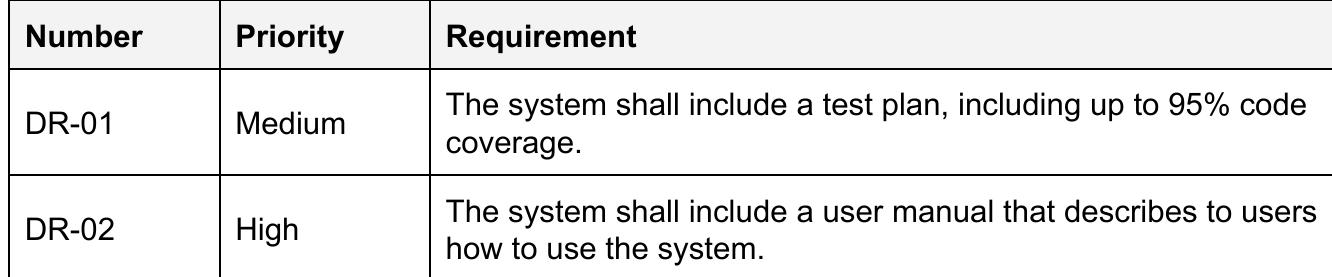 Number Priority Requirement
DR-01 Medium The system shall include a test plan, including up to 95% code
coverage.
DR-02 High The system shall include a user manual that describes to users
how to use the system.